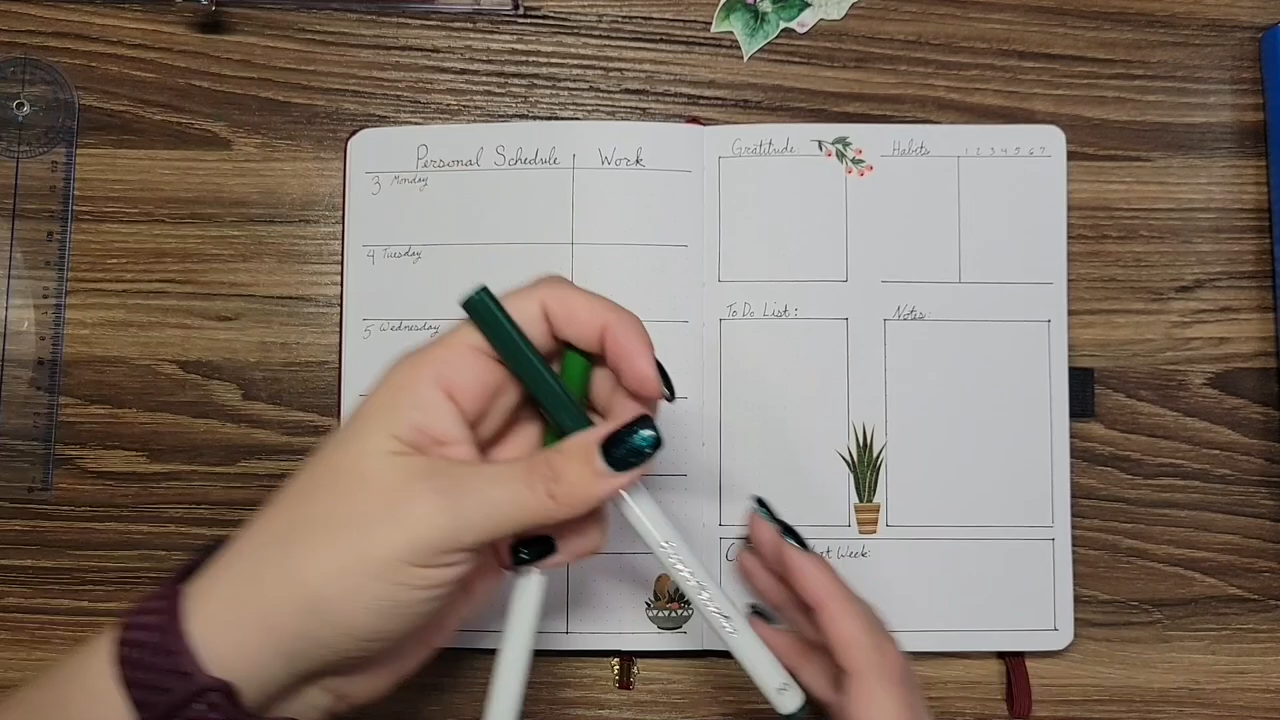 Personal Schedule Work
3 Monday
4 Tuesday
5 Wednesday
Gratitude:
Habits 1 2 3 4 5 6 7
To Do List:
Notes:
Week: